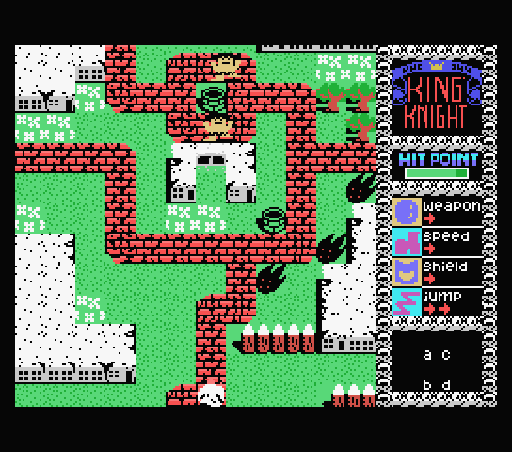 KING
KNIGHT
HIT POINT
weapon
speed
shield
jump
a c
b d